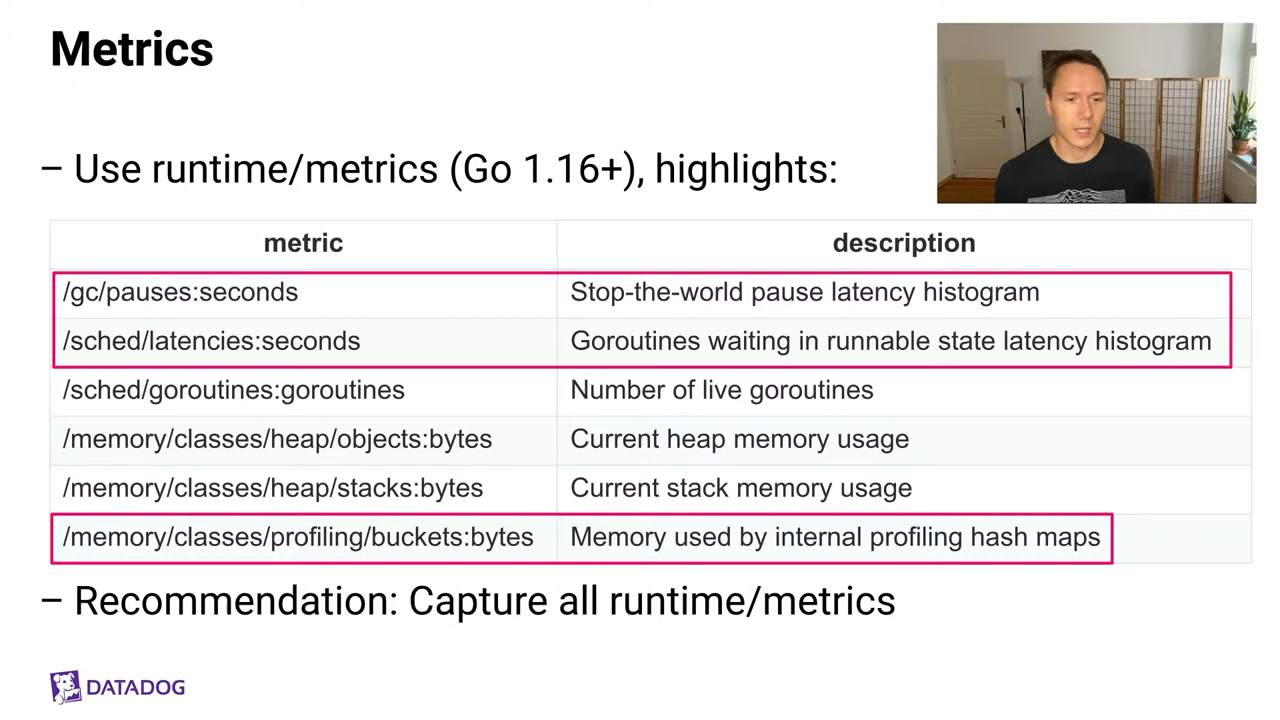 Metrics
– Use runtime/metrics (Go 1.16+), highlights:
metric description
/gc/pauses:seconds Stop-the-world pause latency histogram
/sched/latencies:seconds Goroutines waiting in runnable state latency histogram
/sched/goroutines:goroutines Number of live goroutines
/memory/classes/heap/objects:bytes Current heap memory usage
/memory/classes/heap/stacks:bytes Current stack memory usage
/memory/classes/profiling/buckets:bytes Memory used by internal profiling hash maps
– Recommendation: Capture all runtime/metrics
DATADOG